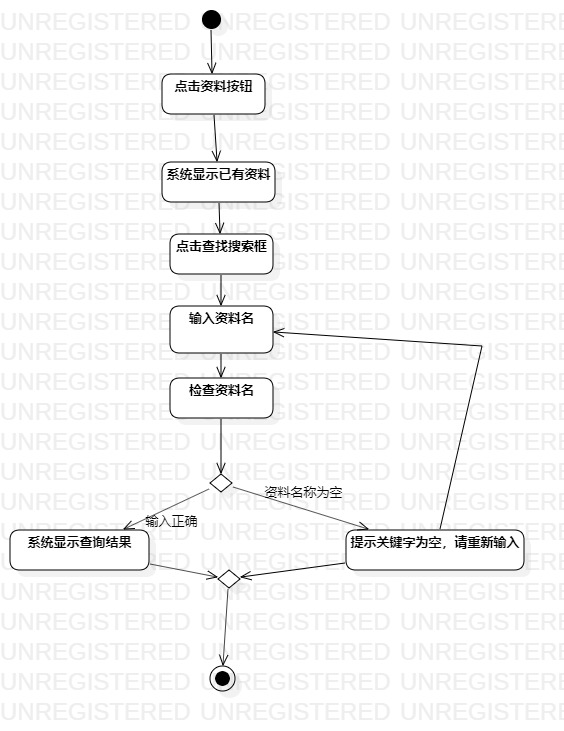 UNREGISTERED UNREGISTERED UNREGISTERED
点击资料按钮
系统显示已有资料
点击查找搜索框
输入资料名
检查资料名
资料名称为空
输入正确
系统显示查询结果
提示关键字为空，请重新输入